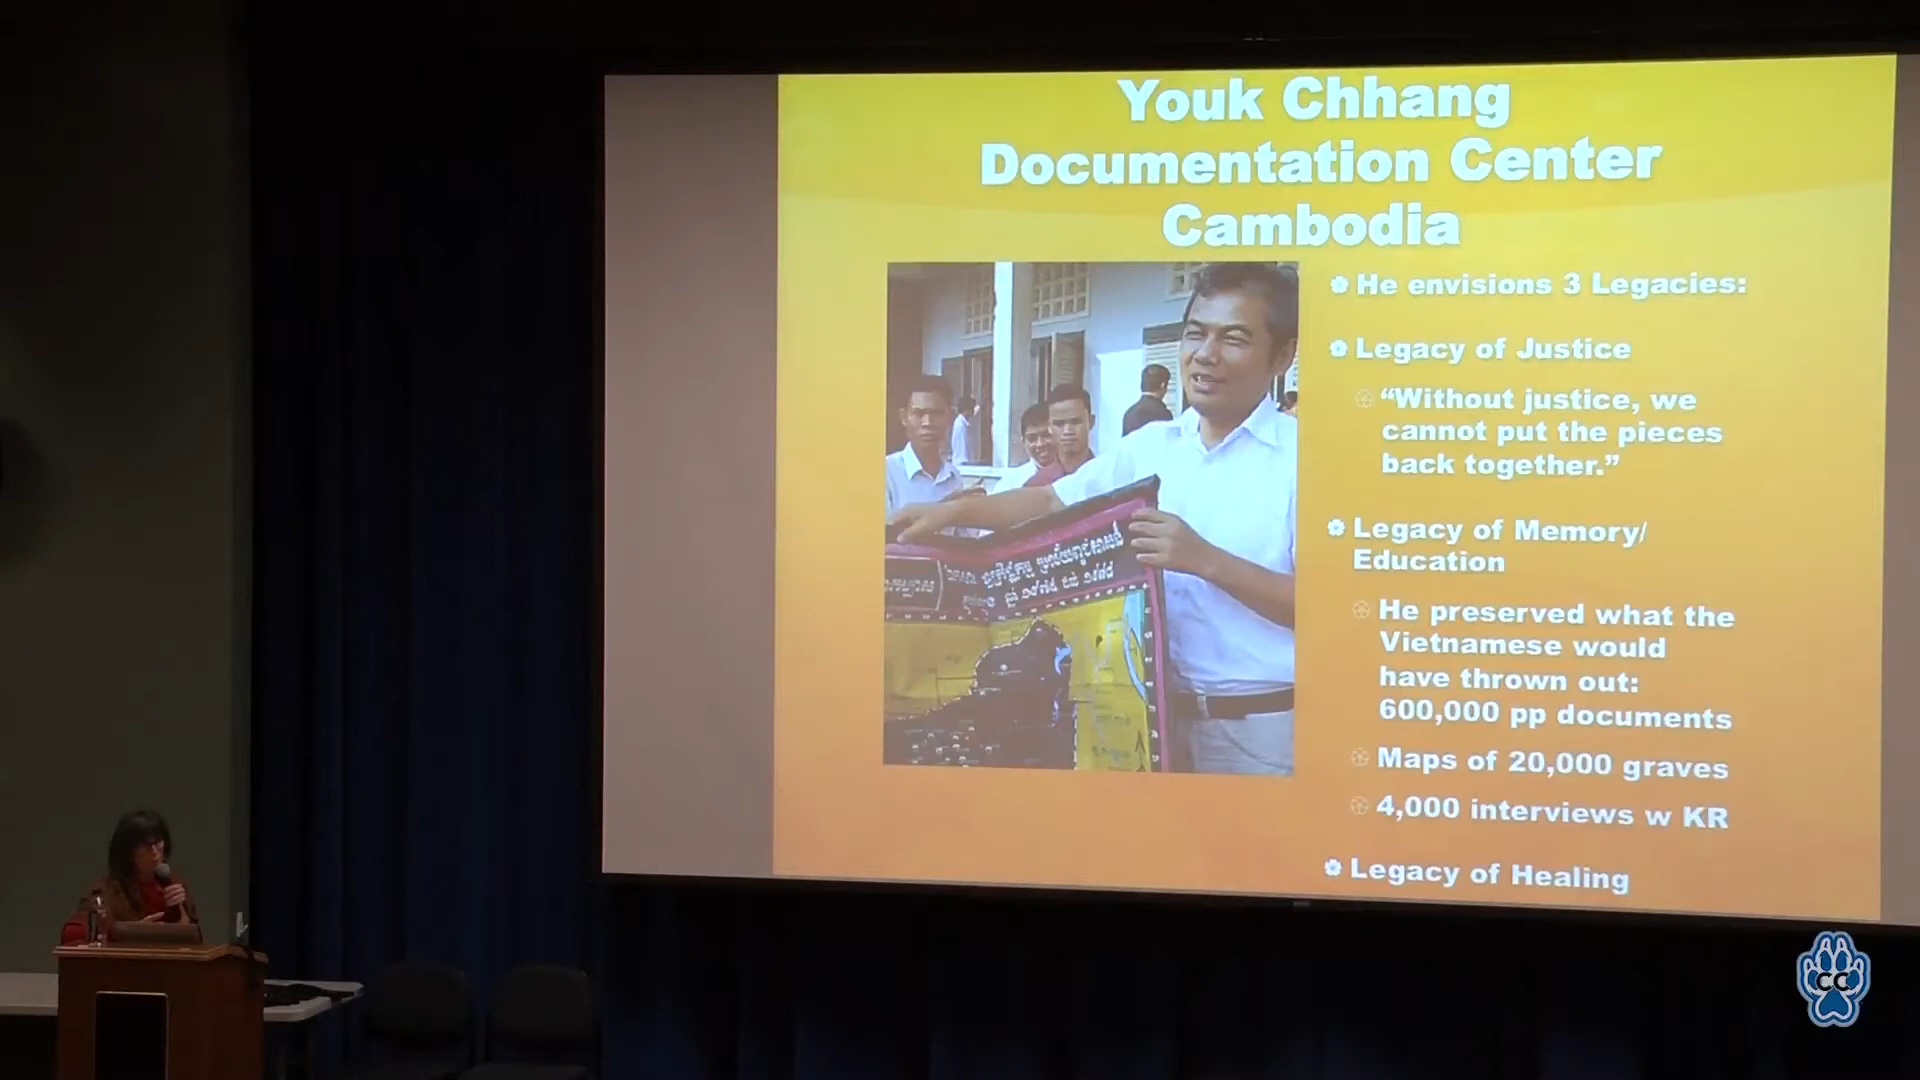 Youk Chhang
Documentation Center
Cambodia
He envisions 3 Legacies:
Legacy of Justice
“Without justice, we
cannot put the pieces
back together.”
Legacy of Memory/
Education
He preserved what the
Vietnamese would
have thrown out:
600,000 pp documents
Maps of 20,000 graves
4,000 interviews w KR
Legacy of Healing
CC